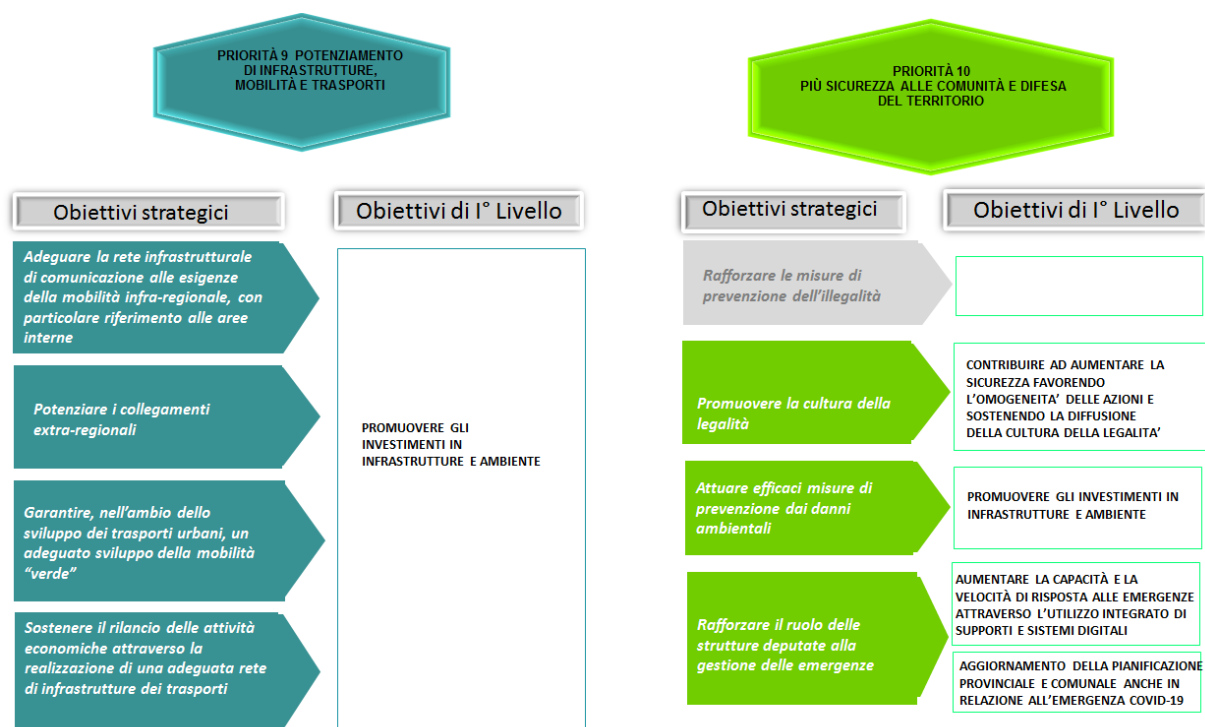 PRIORITÀ 9 POTENZIAMENTO
DI INFRASTRUTTURE,
MOBILITÀ E TRASPORTI
Obiettivi strategici
Obiettivi di I° Livello
Adeguare la rete infrastrutturale
di comunicazione alle esigenze
della mobilità infra-regionale, con
particolare riferimento alle aree
interne
Potenziare i collegamenti
extra-regionali
Garantire, nell'ambio dello
sviluppo dei trasporti urbani, un
adeguato sviluppo della mobilità
"verde"
Sostenere il rilancio delle attività
economiche attraverso la
realizzazione di una adeguata rete
di infrastrutture dei trasporti
PROMUOVERE GLI
INVESTIMENTI IN
INFRASTRUTTURE E AMBIENTE
PRIORITÀ 10
PIÙ SICUREZZA ALLE COMUNITÀ E DIFESA
DEL TERRITORIO
Obiettivi strategici
Obiettivi di I° Livello
Rafforzare le misure di
prevenzione dell'illegalità
Promuovere la cultura della
legalità
CONTRIBUIRE AD AUMENTARE LA
SICUREZZA FAVORENDO
L'OMOGENEITA' DELLE AZIONI E
SOSTENENDO LA DIFFUSIONE
DELLA CULTURA DELLA LEGALITA'
Attuare efficaci misure di
prevenzione dai danni
ambientali
PROMUOVERE GLI INVESTIMENTI IN
INFRASTRUTTURE E AMBIENTE
Rafforzare il ruolo delle
strutture deputate alla
gestione delle emergenze
AUMENTARE LA CAPACITÀ E LA
VELOCITÀ DI RISPOSTA ALLE EMERGENZE
ATTRAVERSO L'UTILIZZO INTEGRATO DI
SUPPORTI E SISTEMI DIGITALI
AGGIORNAMENTO DELLA PIANIFICAZIONE
PROVINCIALE E COMUNALE ANCHE IN
RELAZIONE ALL'EMERGENZA COVID-19